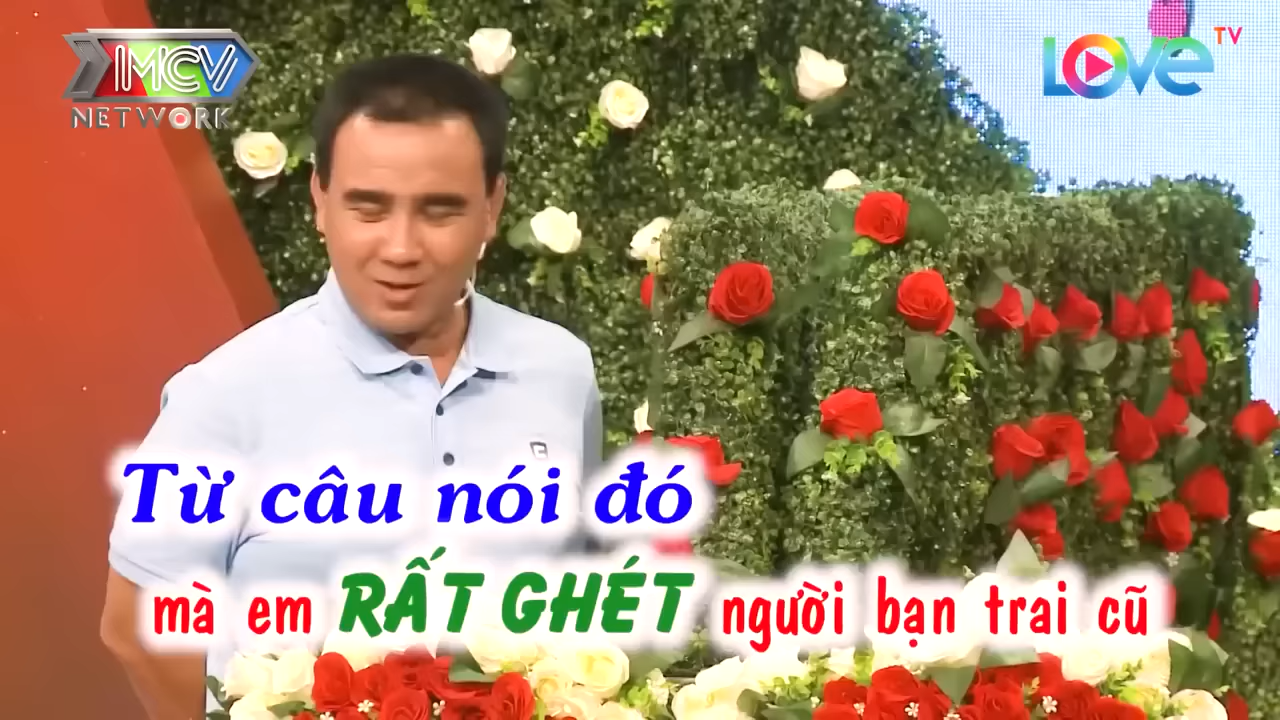 MCV
NETWORK
LOVE TV
Từ câu nói đó
mà em RẤT GHÉT người bạn trai cũ